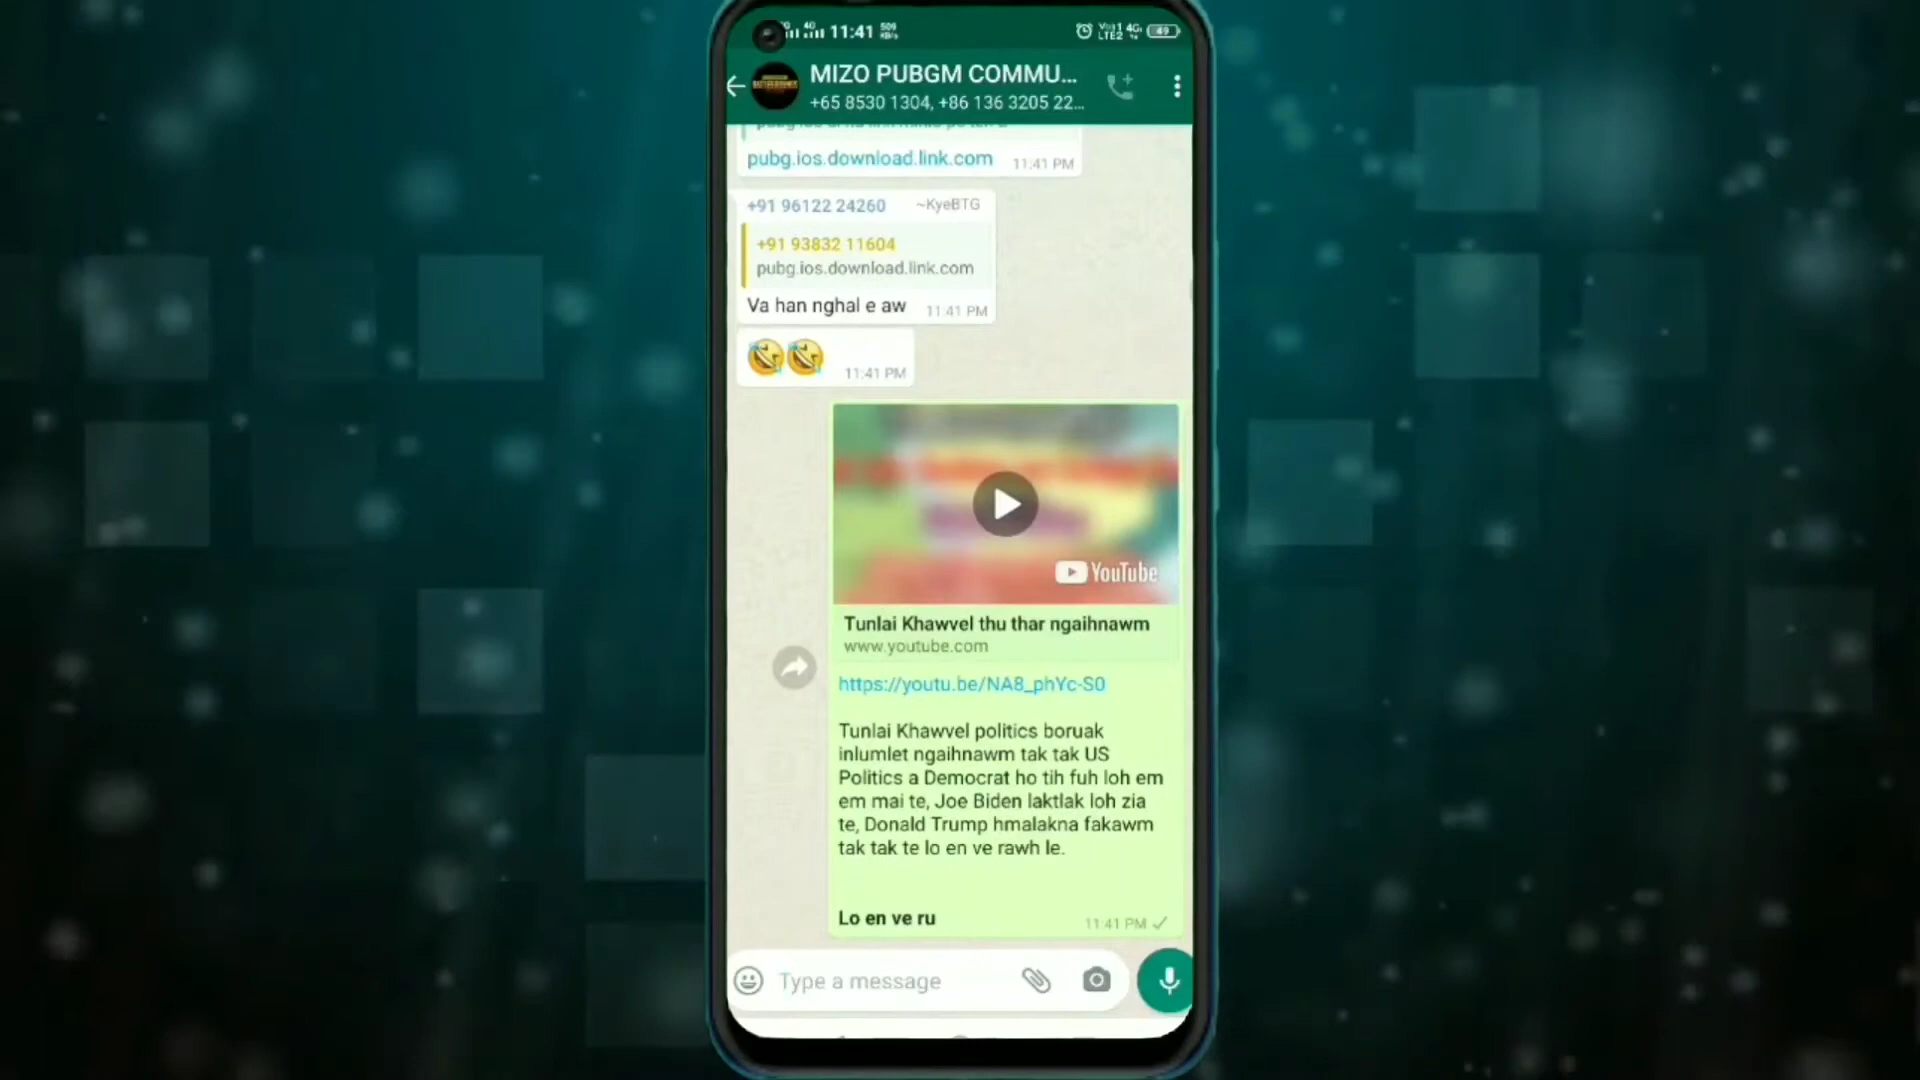 11:41
49
MIZO PUBGM COMMU...
+65 8530 1304, +86 136 3205 22...
pubg.ios.download.link.com 11:41 PM
+91 96122 24260 ~KyeBTG
+91 93832 11604
pubg.ios.download.link.com
Va han nghal e aw 11:41 PM
11:41 PM
YouTube
Tunlai Khawvel thu thar ngaihnawm
www.youtube.com
https://youtu.be/NA8_phYc-S0
Tunlai Khawvel politics boruak
inlumlet ngaihnawm tak tak US
Politics a Democrat ho tih fuh loh em
em mai te, Joe Biden laktlak loh zia
te, Donald Trump hmalakna fakawm
tak tak te lo en ve rawh le.
Lo en ve ru 11:41 PM
Type a message